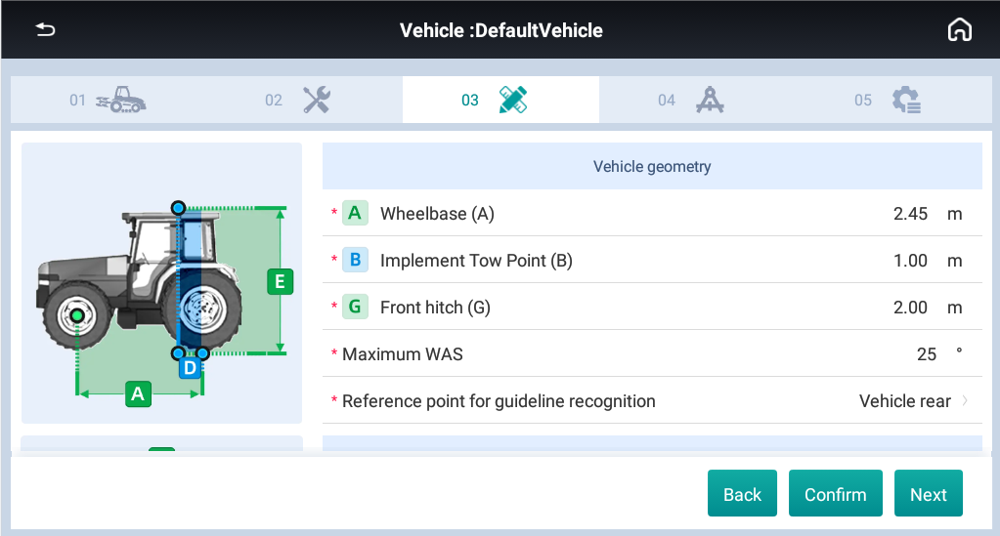 Vehicle :DefaultVehicle
01 02 03 04 05
Vehicle geometry
* A Wheelbase (A) 2.45 m
* B Implement Tow Point (B) 1.00 m
* G Front hitch (G) 2.00 m
* Maximum WAS 25 °
* Reference point for guideline recognition Vehicle rear
E
D
A
Back Confirm Next